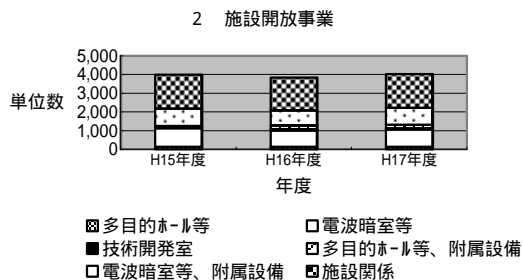 2　施設開放事業
単位数
5,000
4,000
3,000
2,000
1,000
0
H15年度 H16年度 H17年度
年度
多目的ホール等 電波暗室等
技術開発室 多目的ホール等、附属設備
電波暗室等、附属設備 施設関係